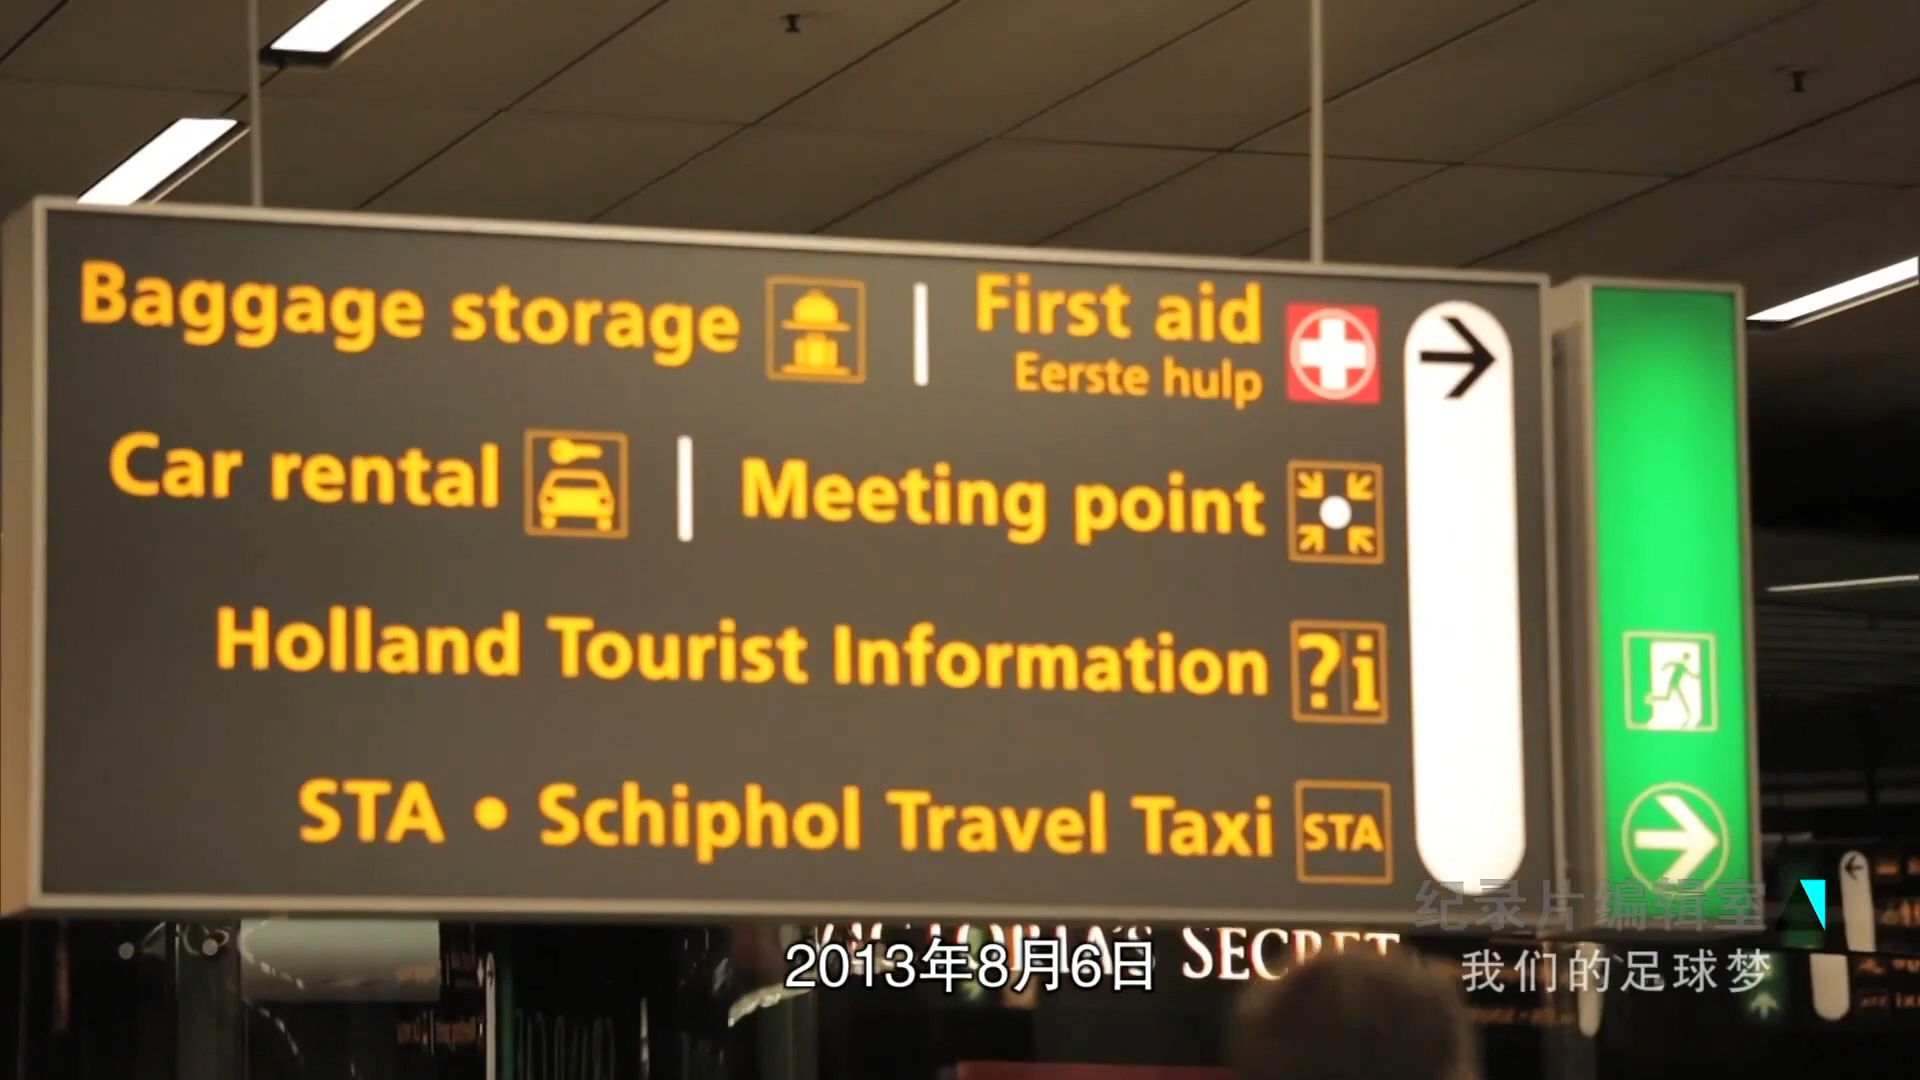 Baggage storage | First aid
Eerste hulp
Car rental | Meeting point
Holland Tourist Information ?i
STA • Schiphol Travel Taxi STA
纪录片编辑室
SECRET
2013年8月6日
我们的足球梦